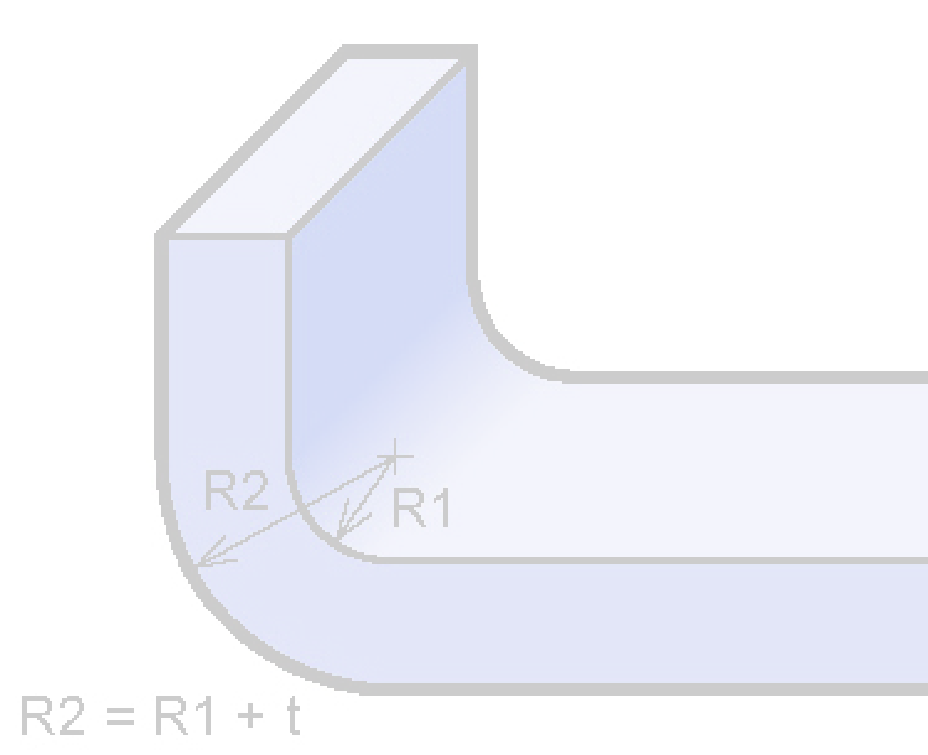 R2
R1
R2 = R1 + t